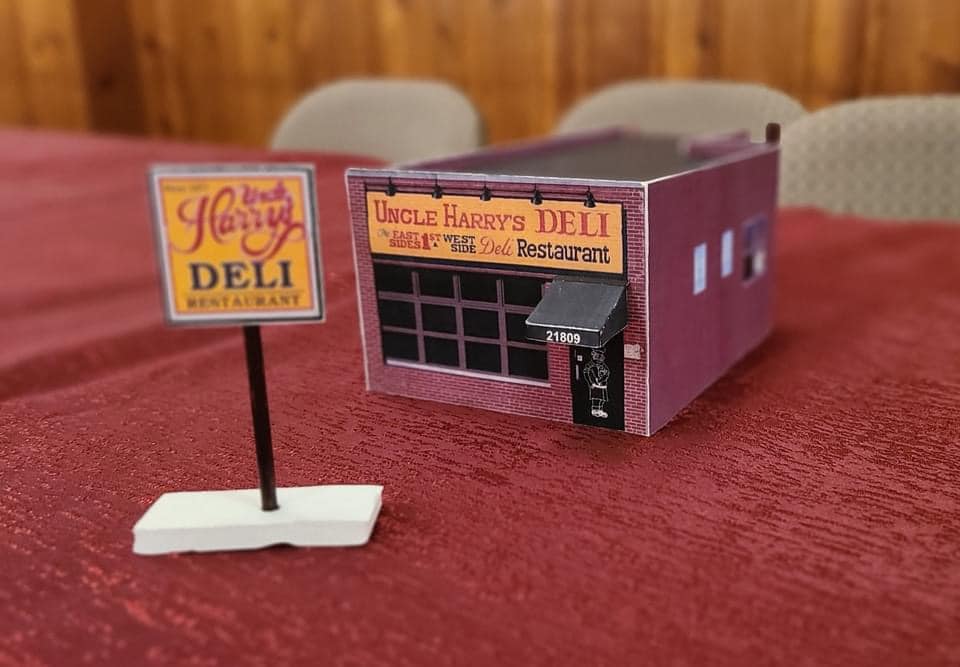 Uncle
Harry's
DELI
RESTAURANT
UNCLE HARRY'S DELI
The EAST SIDES 1ST WEST SIDE Deli Restaurant
21809